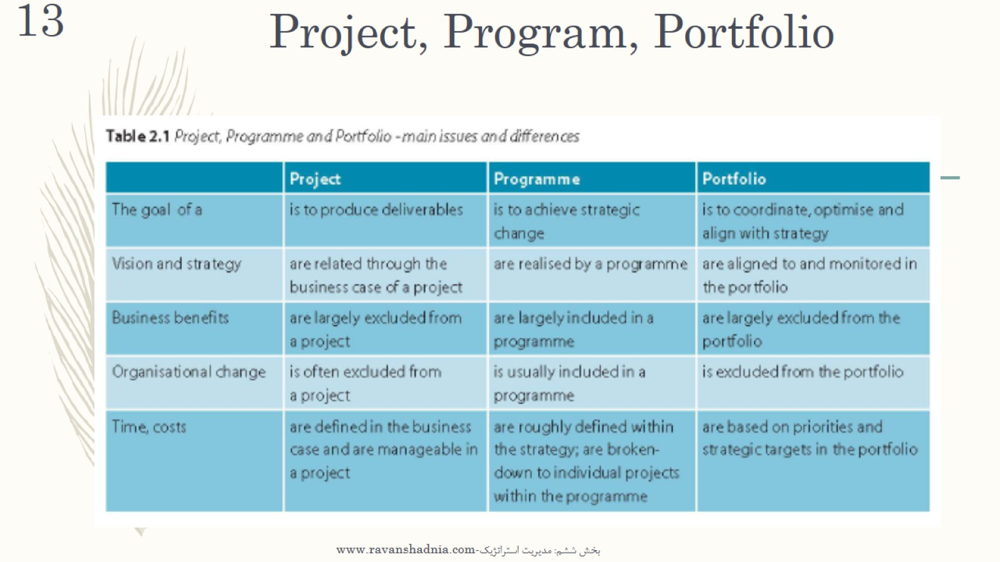 13
Project, Program, Portfolio
Table 2.1 Project, Programme and Portfolio -main issues and differences
Project Programme Portfolio
The goal of a is to produce deliverables is to achieve strategic is to coordinate, optimise and
change align with strategy
Vision and strategy are related through the are realised by a programme are aligned to and monitored in
business case of a project the portfolio
Business benefits are largely excluded from are largely included in a are largely excluded from the
a project programme portfolio
Organisational change is often excluded from is usually included in a is excluded from the portfolio
a project programme
Time, costs are defined in the business are roughly defined within are based on priorities and
case and are manageable in the strategy; are broken- strategic targets in the portfolio
a project down to individual projects
within the programme
بخش ششم: مدیریت استراتژیک-www.ravanshadnia.com